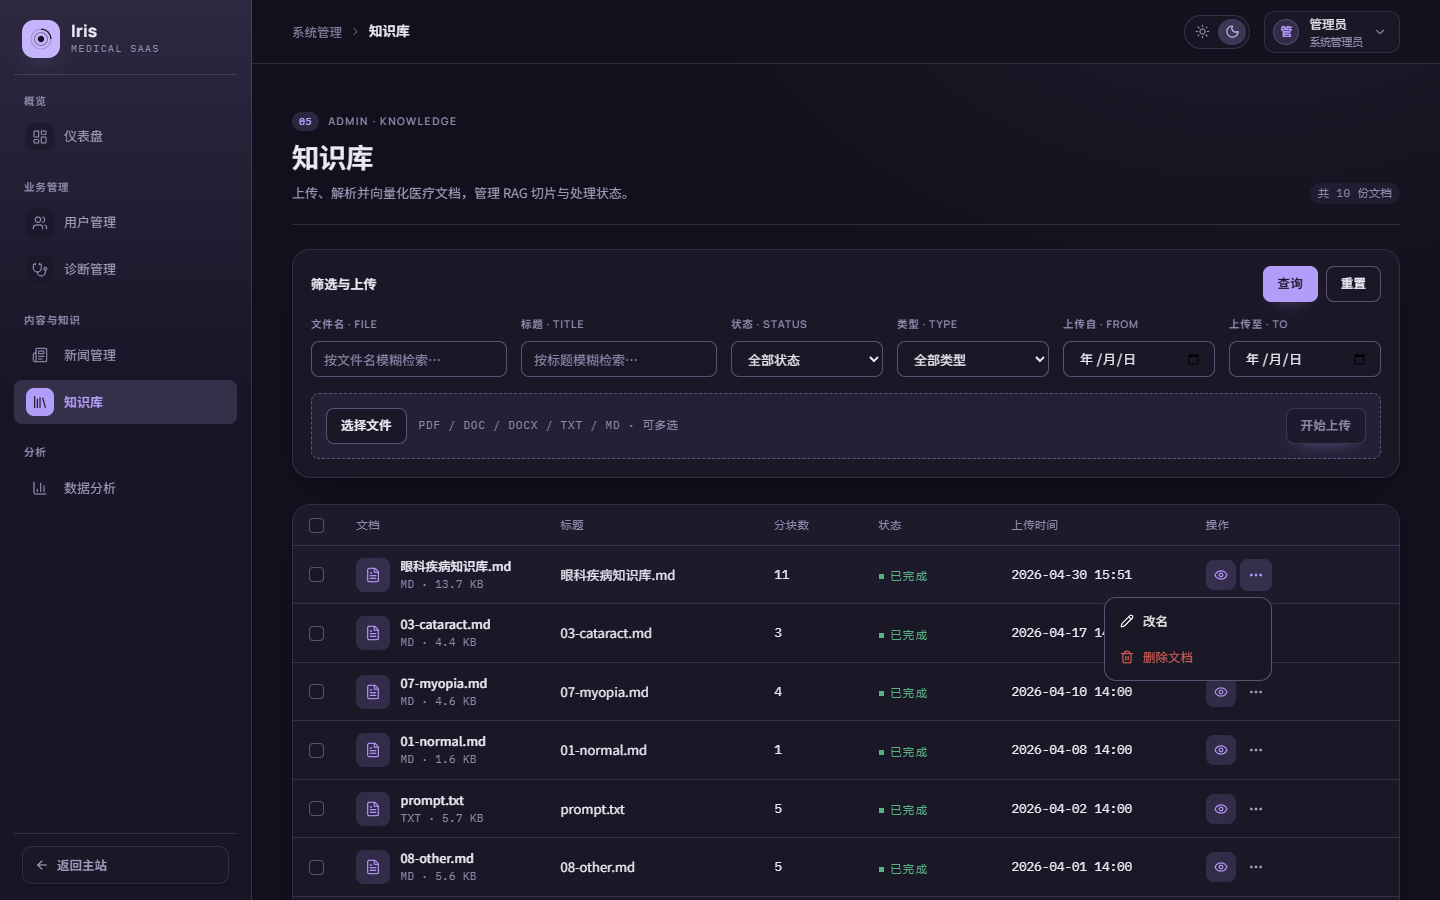 Iris
MEDICAL SAAS
概览
仪表盘
业务管理
用户管理
诊断管理
内容与知识
新闻管理
知识库
分析
数据分析
返回主站
系统管理 > 知识库
管
管理员
系统管理员
05 ADMIN · KNOWLEDGE
知识库
上传、解析并向量化医疗文档，管理 RAG 切片与处理状态。
共 10 份文档
筛选与上传
查询 重置
文件名 · FILE 标题 · TITLE 状态 · STATUS 类型 · TYPE 上传自 · FROM 上传至 · TO
按文件名模糊检索··· 按标题模糊检索··· 全部状态 全部类型 年 /月/日 年 /月/日
选择文件 PDF / DOC / DOCX / TXT / MD · 可多选 开始上传
文档 标题 分块数 状态 上传时间 操作
眼科疾病知识库.md
MD · 13.7 KB
眼科疾病知识库.md 11 已完成 2026-04-30 15:51
改名
删除文档
03-cataract.md
MD · 4.4 KB
03-cataract.md 3 已完成 2026-04-17 14
07-myopia.md
MD · 4.6 KB
07-myopia.md 4 已完成 2026-04-10 14:00
01-normal.md
MD · 1.6 KB
01-normal.md 1 已完成 2026-04-08 14:00
prompt.txt
TXT · 5.7 KB
prompt.txt 5 已完成 2026-04-02 14:00
08-other.md
MD · 5.6 KB
08-other.md 5 已完成 2026-04-01 14:00